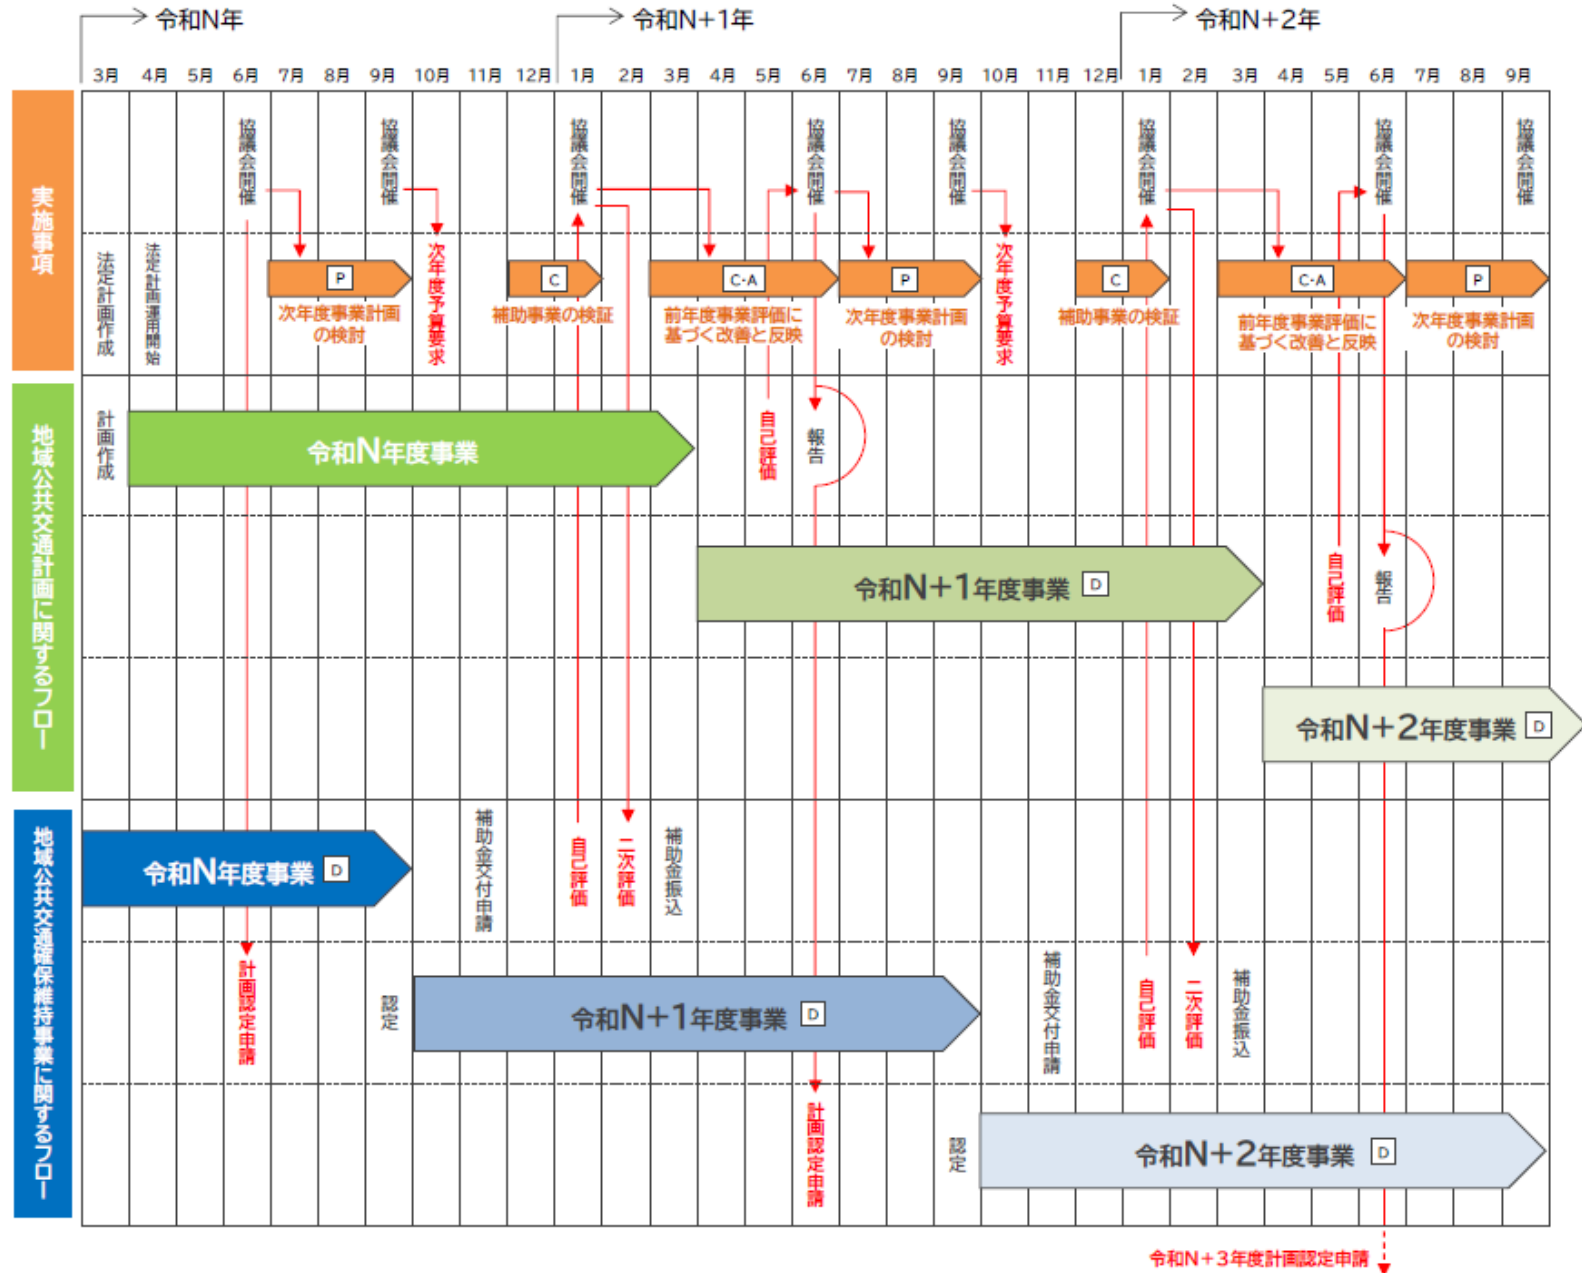 令和N年
令和N+1年
令和N+2年
3月 4月 5月 6月 7月 8月 9月 10月 11月 12月 1月 2月 3月 4月 5月 6月 7月 8月 9月 10月 11月 12月 1月 2月 3月 4月 5月 6月 7月 8月 9月
実施事項
協議会開催
協議会開催
協議会開催
協議会開催
協議会開催
協議会開催
協議会開催
協議会開催
法定計画作成
法定計画運用開始
P
次年度事業計画
の検討
次年度予算要求
C
補助事業の検証
C・A
前年度事業評価に
基づく改善と反映
P
次年度事業計画
の検討
次年度予算要求
C
補助事業の検証
C・A
前年度事業評価に
基づく改善と反映
P
次年度事業計画
の検討
地域公共交通計画に関するフロー
計画作成
令和N年度事業
自己評価
報告
令和N+1年度事業 D
自己評価
報告
令和N+2年度事業 D
地域公共交通確保維持事業に関するフロー
令和N年度事業 D
補助金交付申請
自己評価
二次評価
補助金振込
計画認定申請
認定
令和N+1年度事業 D
補助金交付申請
自己評価
二次評価
補助金振込
計画認定申請
認定
令和N+2年度事業 D
令和N+3年度計画認定申請